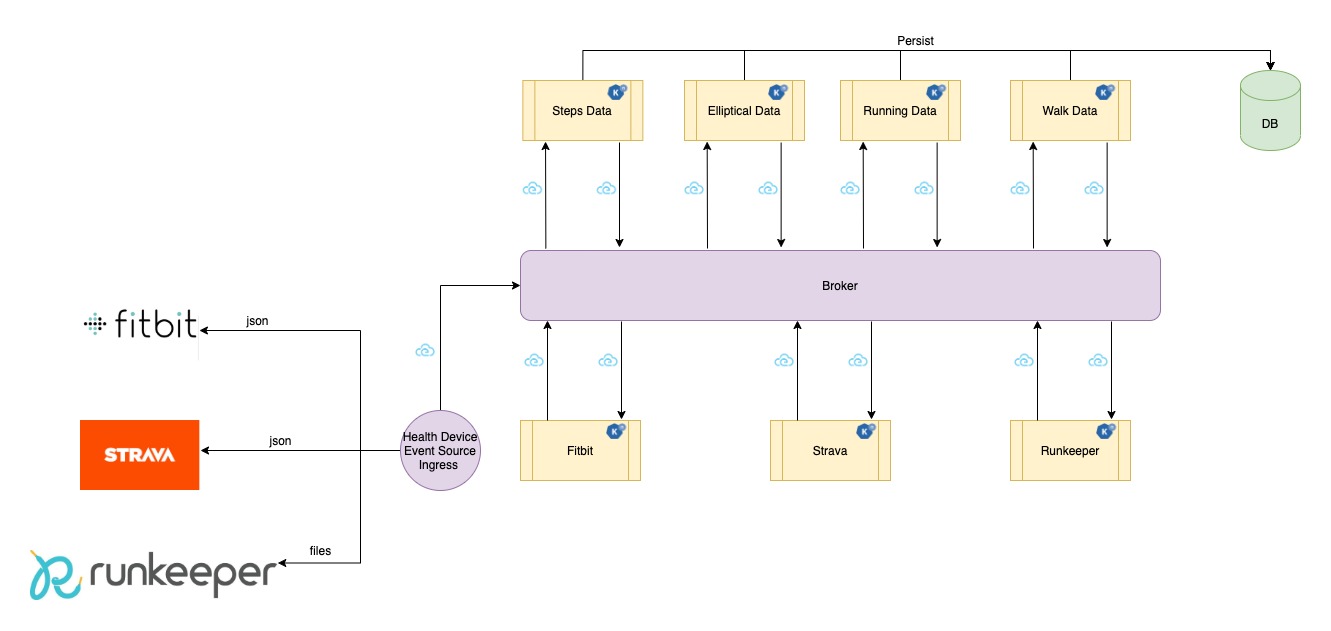 Persist
Steps Data
Elliptical Data
Running Data
Walk Data
DB
Broker
fitbit
json
STRAVA
json
Health Device
Event Source
Ingress
Fitbit
Strava
Runkeeper
runkeeper
files
K
K
K
K
K
K
K